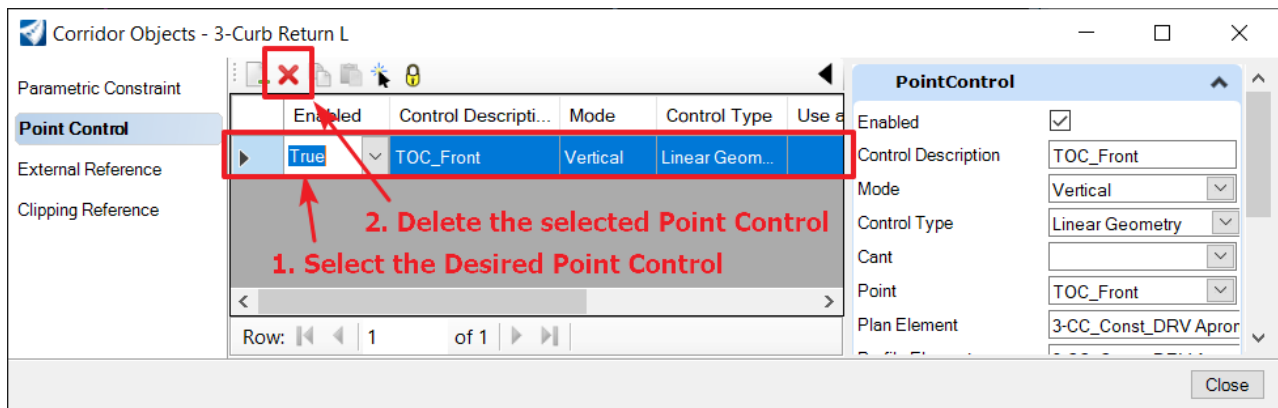 Corridor Objects - 3-Curb Return L
Parametric Constraint
Point Control
External Reference
Clipping Reference
Enabled Control Descripti... Mode Control Type Use a
True TOC_Front Vertical Linear Geom...
2. Delete the selected Point Control
1. Select the Desired Point Control
Row: 1 of 1
PointControl
Enabled
Control Description TOC_Front
Mode Vertical
Control Type Linear Geometry
Cant
Point TOC_Front
Plan Element 3-CC_Const_DRV Apror
Close